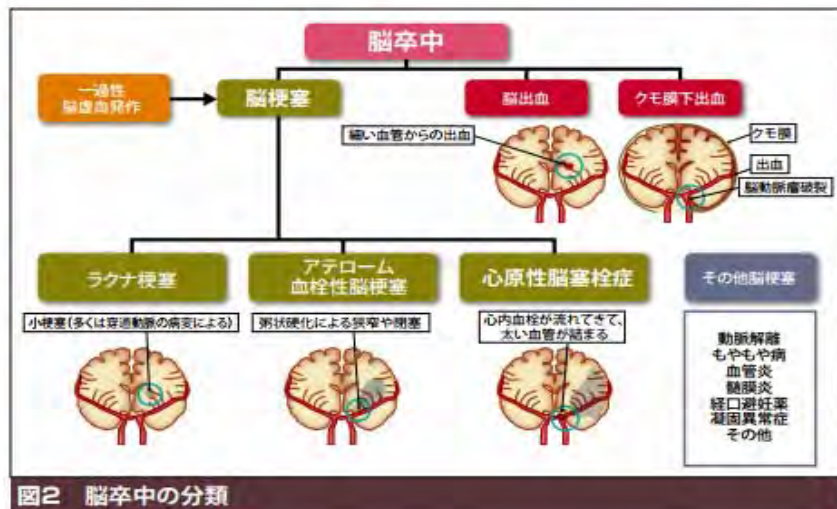 脳卒中
一過性
脳虚血発作
脳梗塞
脳出血
クモ膜下出血
細い血管からの出血
クモ膜
出血
脳動脈瘤破裂
ラクナ梗塞
アテローム
血栓性脳梗塞
心原性脳塞栓症
その他脳梗塞
小梗塞(多くは穿通動脈の病変による)
粥状硬化による狭窄や閉塞
心内血栓が流れてきて、
太い血管が詰まる
動脈解離
もやもや病
血管炎
髄膜炎
経口避妊薬
凝固異常症
その他
図2 脳卒中の分類